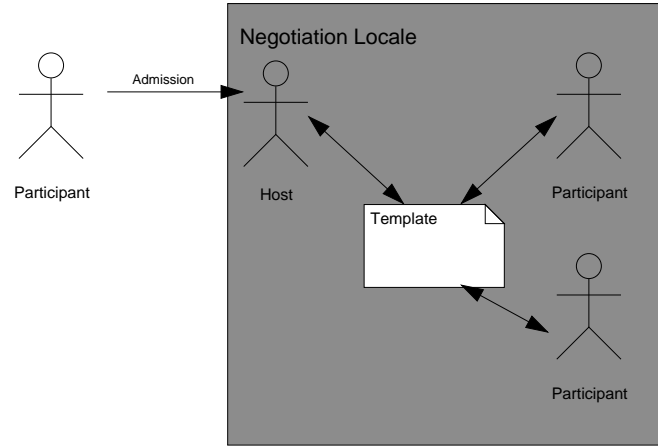 Negotiation Locale
Admission
Participant
Host
Participant
Template
Participant